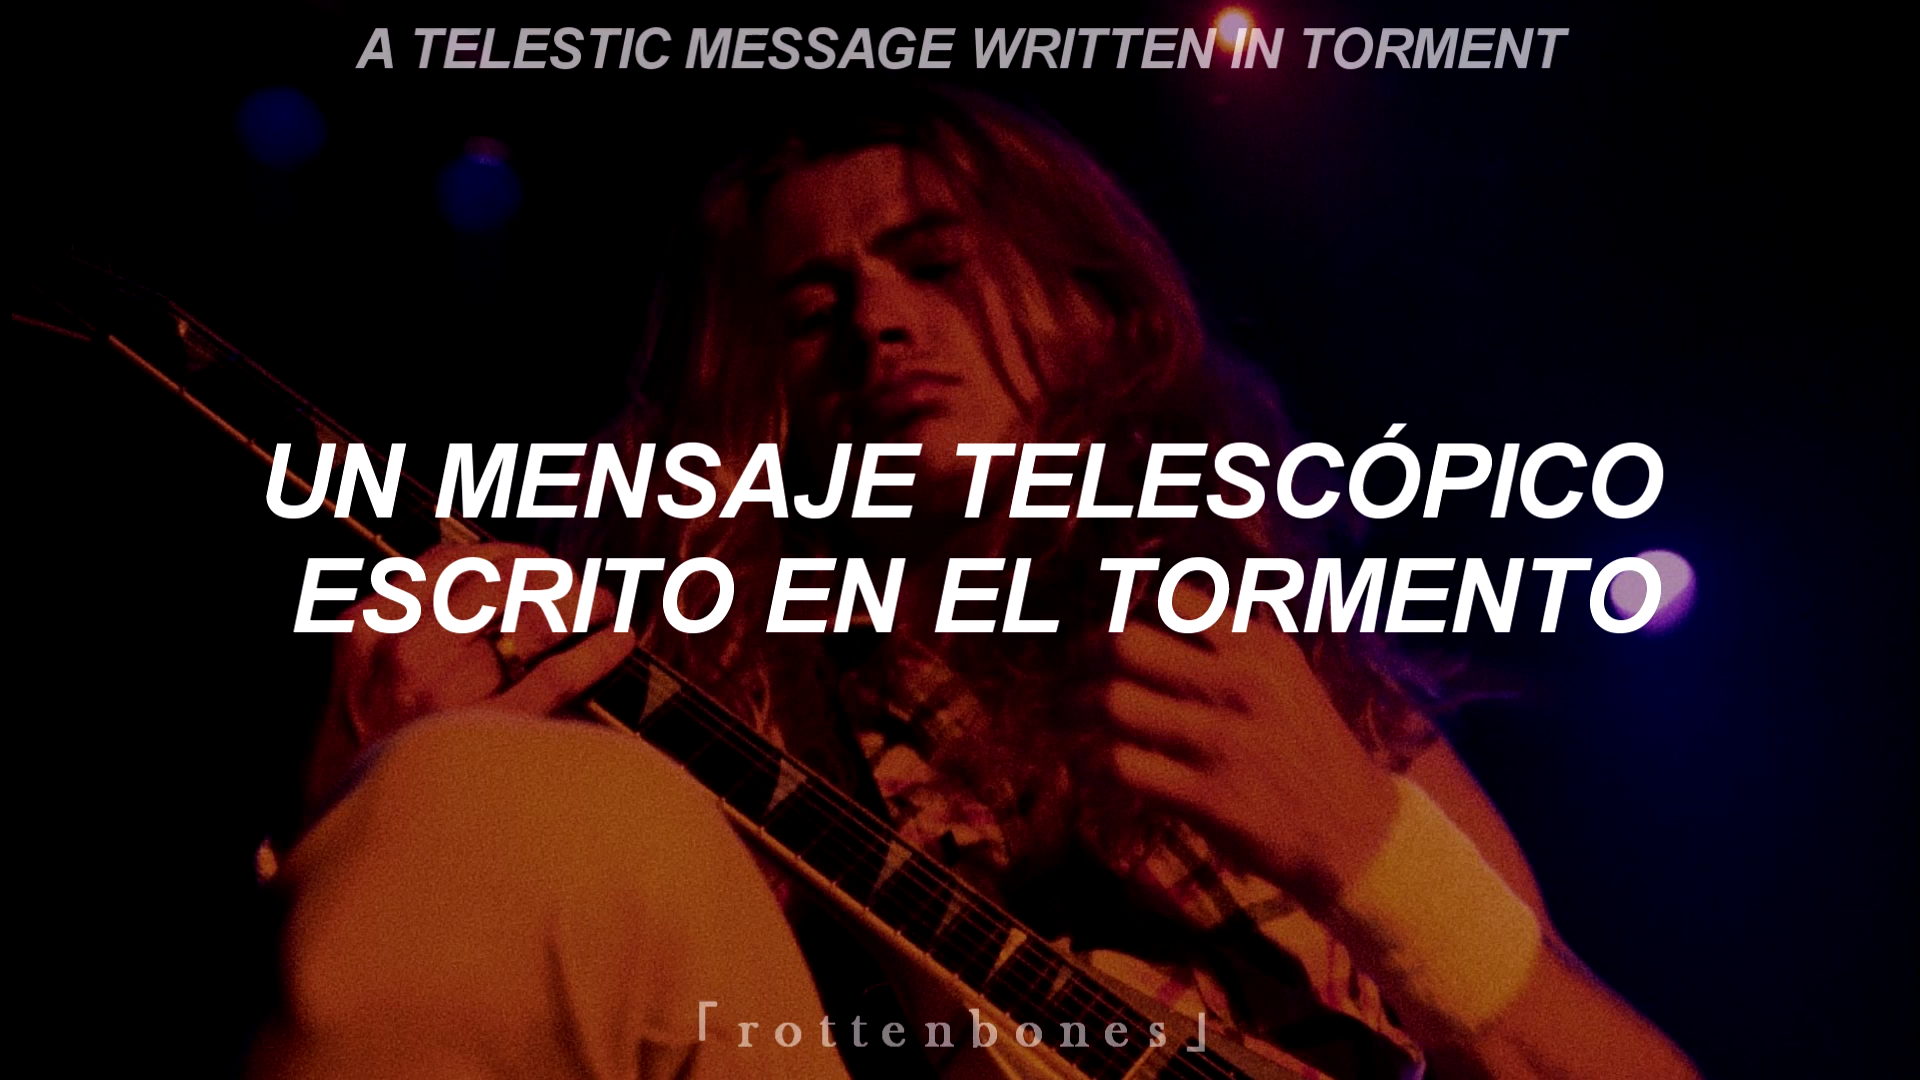 A TELESTIC MESSAGE WRITTEN IN TORMENT
UN MENSAJE TELESCÓPICO
ESCRITO EN EL TORMENTO
「rottenbones」